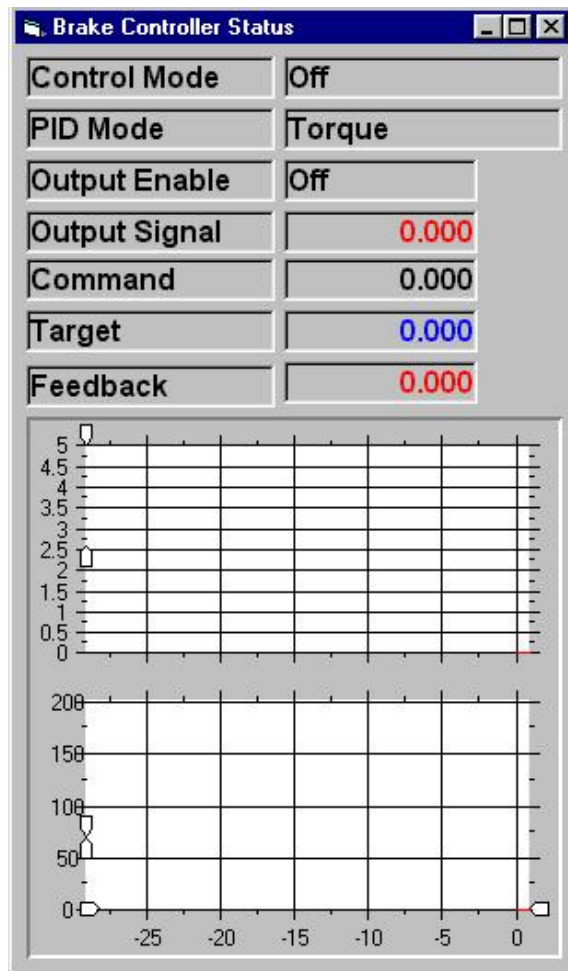 Brake Controller Status
Control Mode Off
PID Mode Torque
Output Enable Off
Output Signal 0.000
Command 0.000
Target 0.000
Feedback 0.000
5
4.5
4
3.5
3
2.5
2
1.5
1
0.5
0
200
150
100
50
0
-25 -20 -15 -10 -5 0